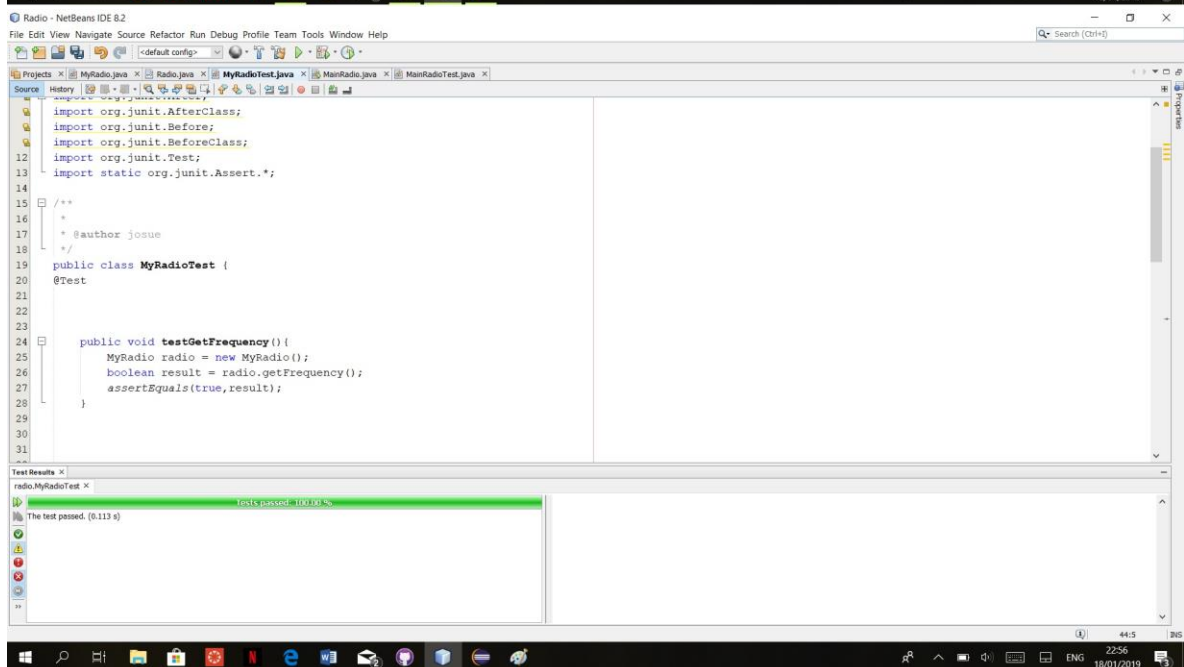 Radio - NetBeans IDE 8.2
File Edit View Navigate Source Refactor Run Debug Profile Team Tools Window Help
Search (Ctrl+I)
<default config>
Projects MyRadio.java Radio.java MyRadioTest.java MainRadio.java MainRadioTest.java
Source History
Properties
import org.junit.After;
import org.junit.AfterClass;
import org.junit.Before;
import org.junit.BeforeClass;
12 import org.junit.Test;
13 import static org.junit.Assert.*;
14
15 /**
16 *
17 * @author josue
18 */
19 public class MyRadioTest {
20 @Test
21
22
23
24 public void testGetFrequency(){
25 MyRadio radio = new MyRadio();
26 boolean result = radio.getFrequency();
27 assertEquals(true,result);
28 }
29
30
31
Test Results
radio.MyRadioTest
Tests passed: 100.00 %
The test passed. (0.113 s)
44:5 INS
ENG 22:56
18/01/2019